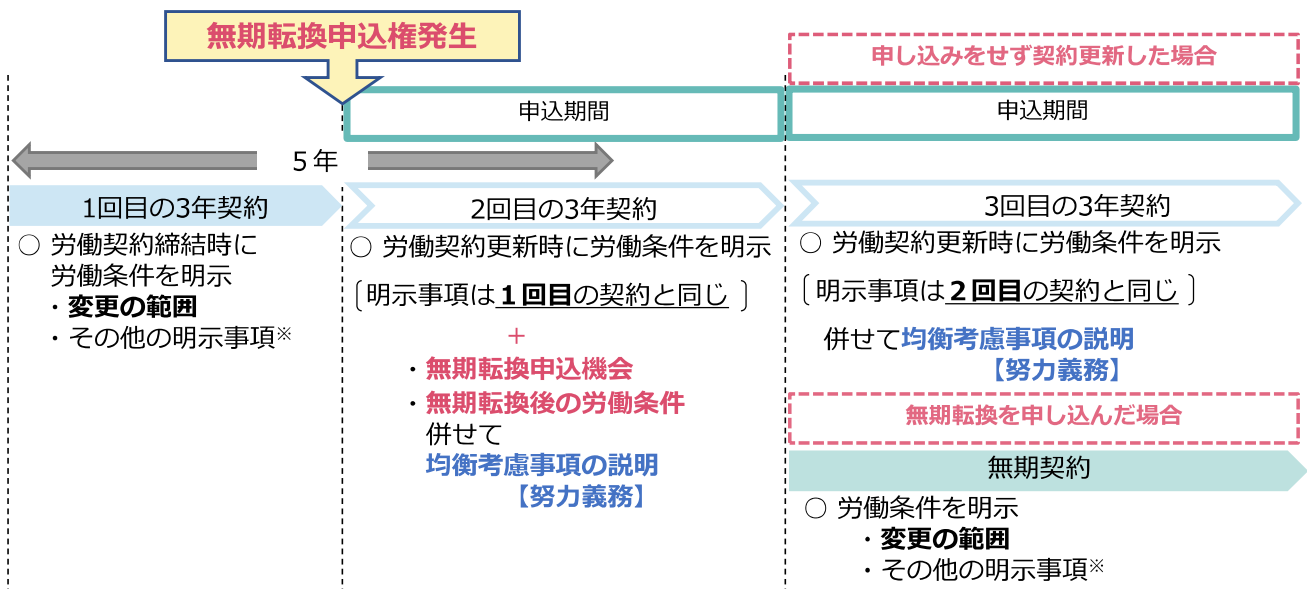 無期転換申込権発生
申し込みをせず契約更新した場合
申込期間
申込期間
５年
1回目の3年契約
○ 労働契約締結時に
労働条件を明示
・変更の範囲
・その他の明示事項※
2回目の3年契約
○ 労働契約更新時に労働条件を明示
〔明示事項は１回目の契約と同じ 〕
＋
・無期転換申込機会
・無期転換後の労働条件
併せて
均衡考慮事項の説明
【努力義務】
3回目の3年契約
○ 労働契約更新時に労働条件を明示
〔明示事項は２回目の契約と同じ 〕
併せて均衡考慮事項の説明
【努力義務】
無期転換を申し込んだ場合
無期契約
○ 労働条件を明示
・変更の範囲
・その他の明示事項※